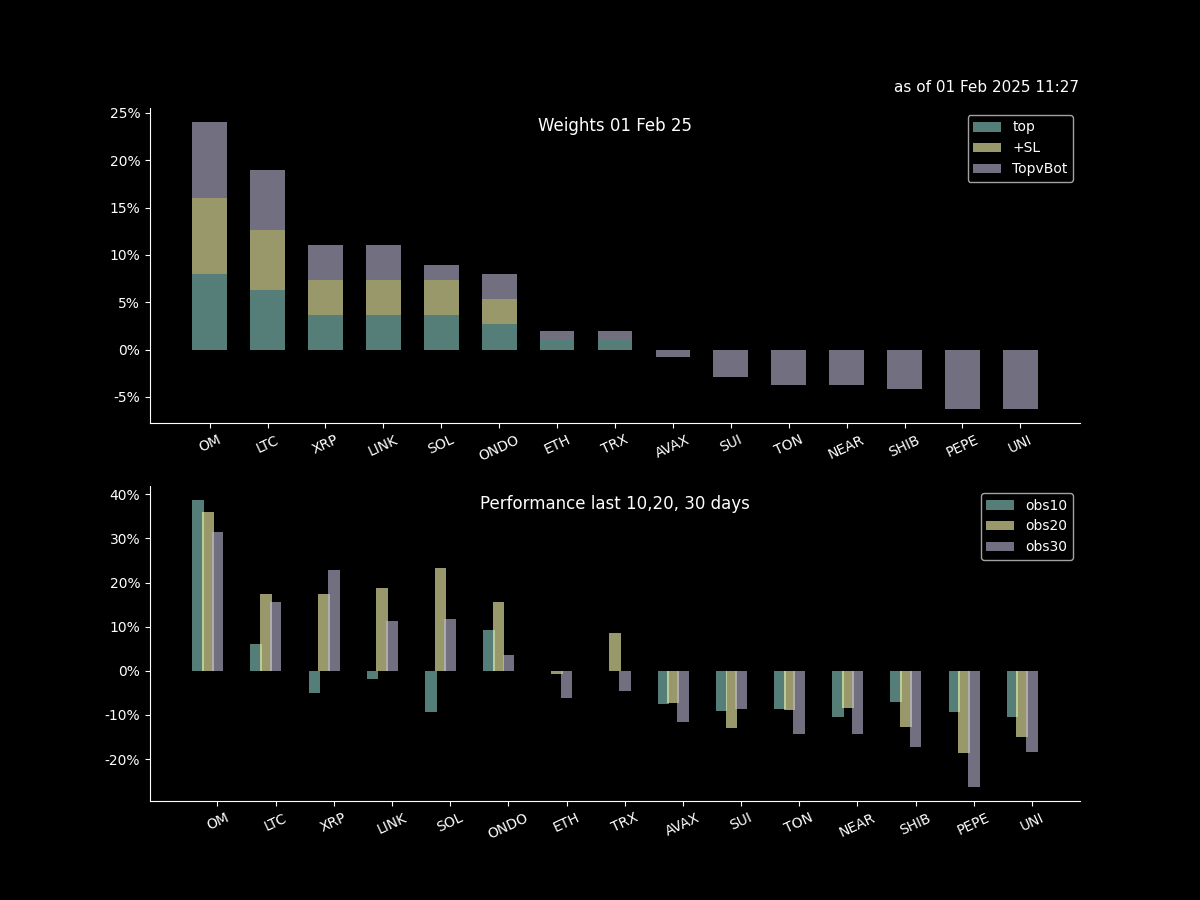 as of 01 Feb 2025 11:27
Weights 01 Feb 25
top
+SL
TopvBot
25%
20%
15%
10%
5%
0%
-5%
OM LTC XRP LINK SOL ONDO ETH TRX AVAX SUI TON NEAR SHIB PEPE UNI
Performance last 10,20, 30 days
obs10
obs20
obs30
40%
30%
20%
10%
0%
-10%
-20%
OM LTC XRP LINK SOL ONDO ETH TRX AVAX SUI TON NEAR SHIB PEPE UNI